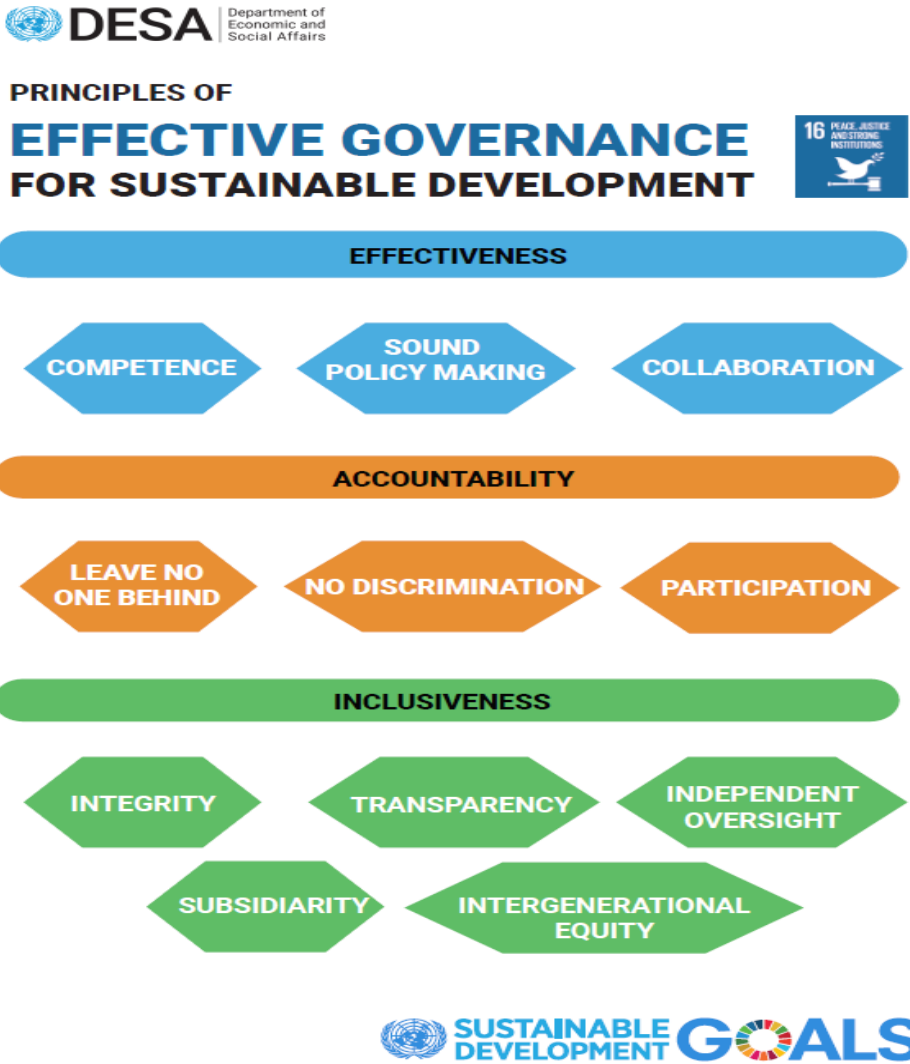 DESA
Department of
Economic and
Social Affairs
PRINCIPLES OF
EFFECTIVE GOVERNANCE
FOR SUSTAINABLE DEVELOPMENT
16 PEACE, JUSTICE
AND STRONG
INSTITUTIONS
EFFECTIVENESS
COMPETENCE
SOUND
POLICY MAKING
COLLABORATION
ACCOUNTABILITY
LEAVE NO
ONE BEHIND
NO DISCRIMINATION
PARTICIPATION
INCLUSIVENESS
INTEGRITY
TRANSPARENCY
INDEPENDENT
OVERSIGHT
SUBSIDIARITY
INTERGENERATIONAL
EQUITY
SUSTAINABLE
DEVELOPMENT
GOALS